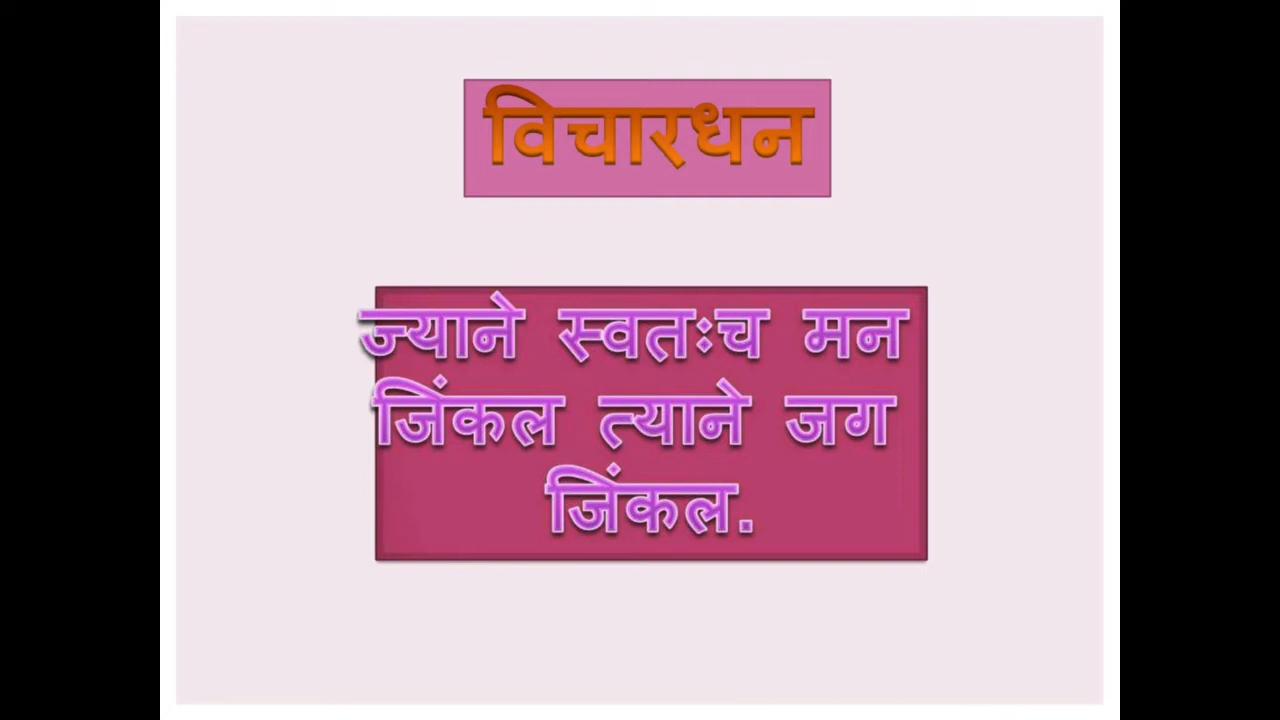 विचारधन
ज्याने स्वतःच मन
जिंकल त्याने जग
जिंकल.